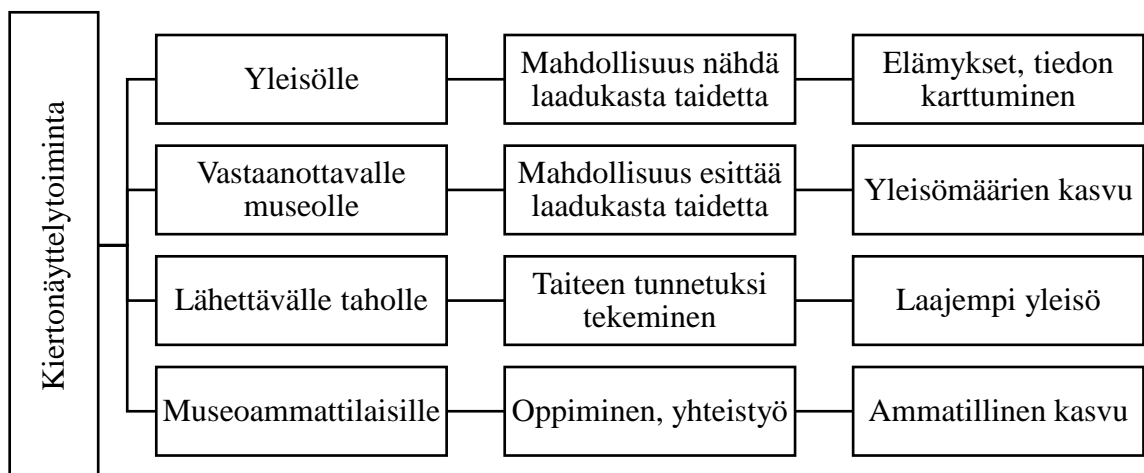 Kiertonäyttelytoiminta
Yleisölle
Mahdollisuus nähdä
laadukasta taidetta
Elämykset, tiedon
karttuminen
Vastaanottavalle
museolle
Mahdollisuus esittää
laadukasta taidetta
Yleisömäärien kasvu
Lähettävälle taholle
Taiteen tunnetuksi
tekeminen
Laajempi yleisö
Museoammattilaisille
Oppiminen, yhteistyö
Ammatillinen kasvu